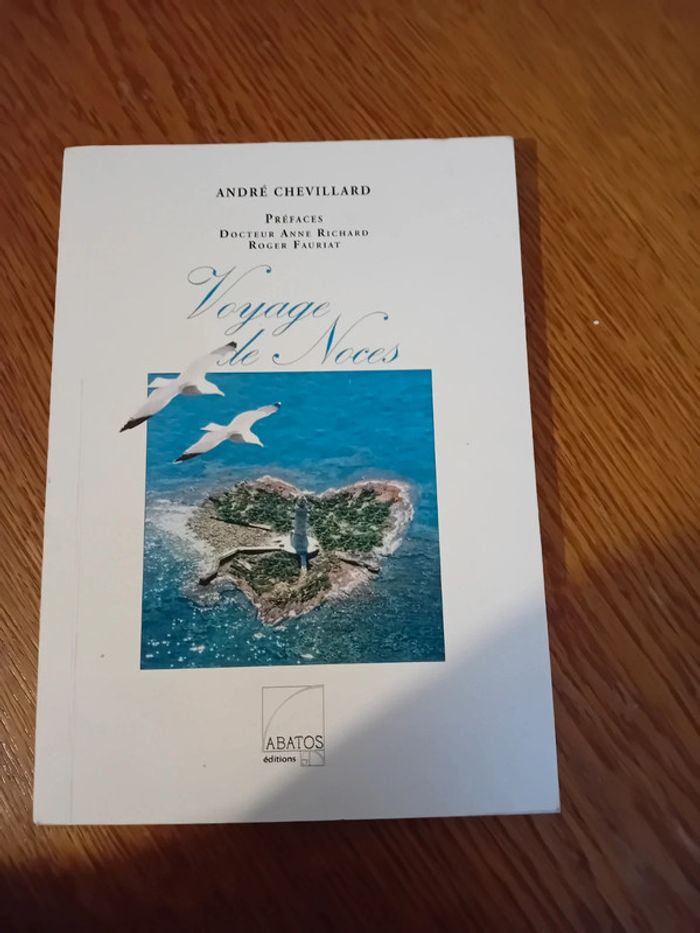 ANDRÉ CHEVILLARD
PRÉFACES
DOCTEUR ANNE RICHARD
ROGER FAURIAT
Voyage
de Noces
ABATOS
éditions